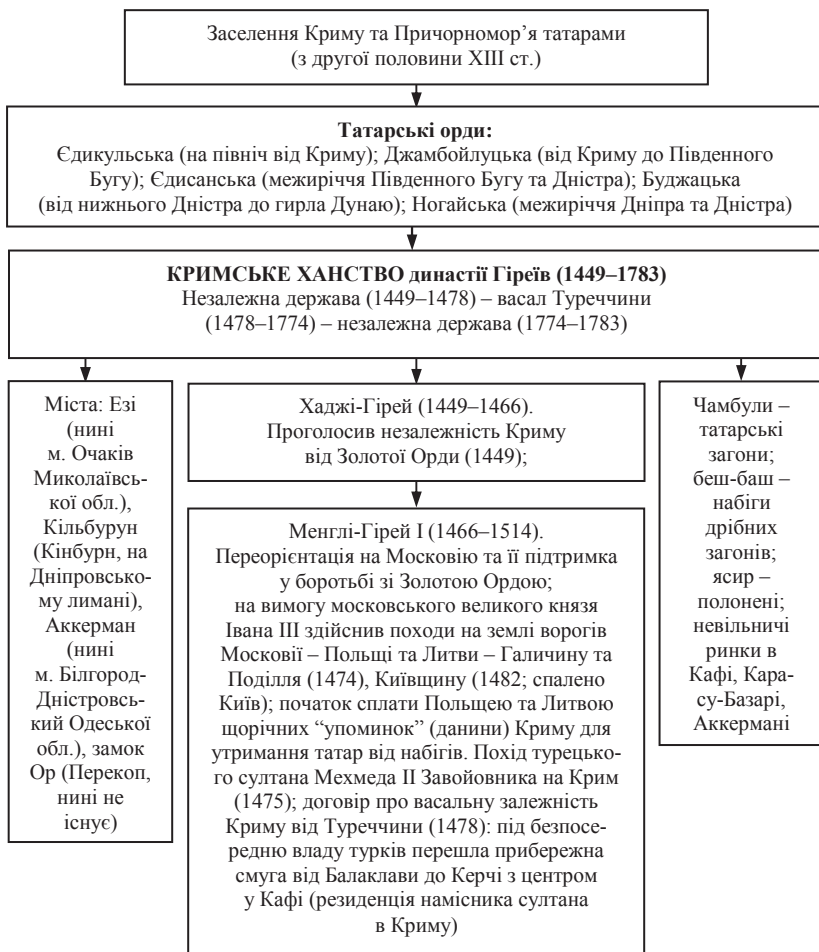 Заселення Криму та Причорномор’я татарами
(з другої половини XIII ст.)
Татарські орди:
Єдикульська (на північ від Криму); Джамбойлуцька (від Криму до Південного
Бугу); Єдисанська (межиріччя Південного Бугу та Дністра); Буджацька
(від нижнього Дністра до гирла Дунаю); Ногайська (межиріччя Дніпра та Дністра)
КРИМСЬКЕ ХАНСТВО династії Гіреїв (1449–1783)
Незалежна держава (1449–1478) – васал Туреччини
(1478–1774) – незалежна держава (1774–1783)
Міста: Езі
(нині
м. Очаків
Миколаївсь-
кої обл.),
Кільбурун
(Кінбурн, на
Дніпровсько-
му лимані),
Аккерман
(нині
м. Білгород-
Дністровсь-
кий Одеської
обл.), замок
Ор (Перекоп,
нині не
існує)
Хаджі-Гірей (1449–1466).
Проголосив незалежність Криму
від Золотої Орди (1449);
Менглі-Гірей I (1466–1514).
Переорієнтація на Московію та її підтримка
у боротьбі зі Золотою Ордою;
на вимогу московського великого князя
Івана III здійснив походи на землі ворогів
Московії – Польщі та Литви – Галичину та
Поділля (1474), Київщину (1482; спалено
Київ); початок сплати Польщею та Литвою
щорічних “упоминок” (данини) Криму для
утримання татар від набігів. Похід турецько-
го султана Мехмеда II Завойовника на Крим
(1475); договір про васальну залежність
Криму від Туреччини (1478): під безпосе-
редню владу турків перешла прибережна
смуга від Балаклави до Керчі з центром
у Кафі (резиденція намісника султана
в Криму)
Чамбули –
татарські
загони;
беш-баш –
набіги
дрібних
загонів;
ясир –
полонені;
невільничі
ринки в
Кафі, Кара-
су-Базарі,
Аккермані